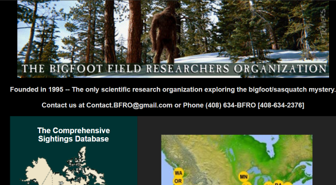 THE BIGFOOT FIELD RESEARCHERS ORGANIZATION
Founded in 1995 -- The only scientific research organization exploring the bigfoot/sasquatch mystery.
Contact us at Contact.BFRO@gmail.com or Phone (408) 634-BFRO [408-634-2376]
The Comprehensive
Sightings Database
WA
OR
MN